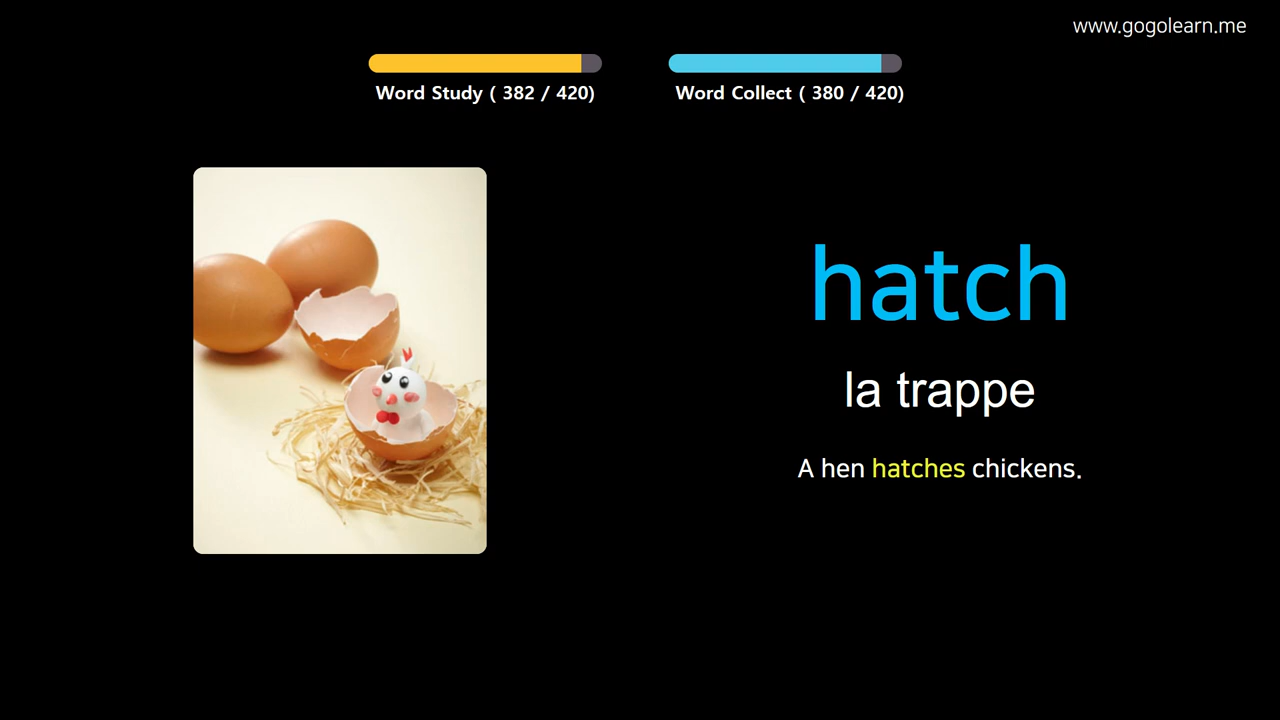 www.gogolearn.me
Word Study ( 382 / 420)
Word Collect ( 380 / 420)
hatch
la trappe
A hen hatches chickens.